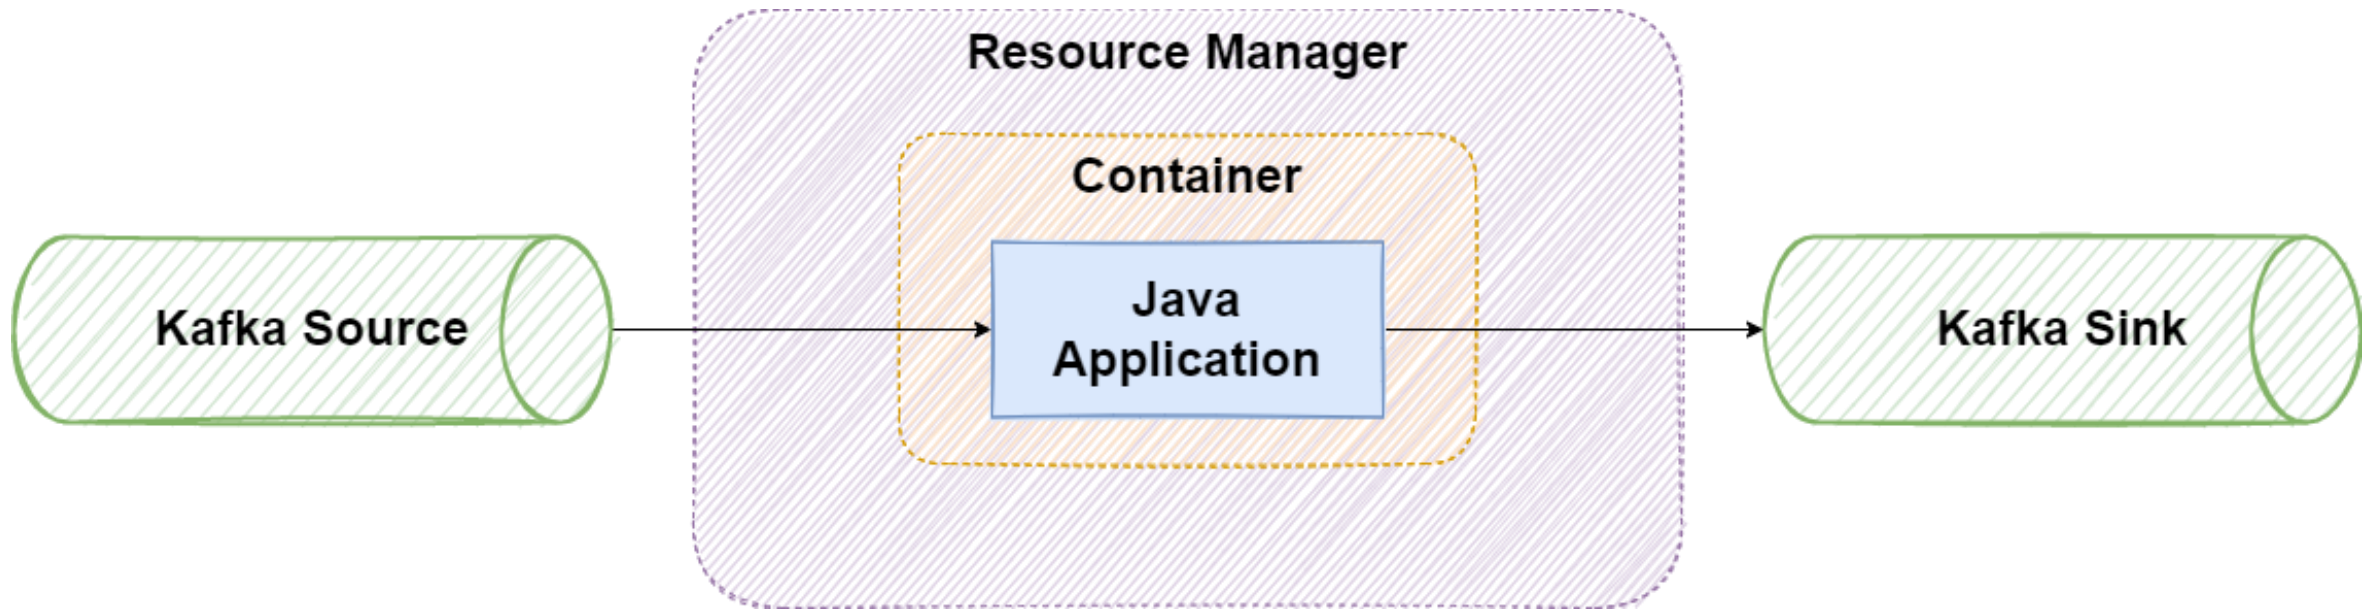 Resource Manager
Container
Kafka Source
Java
Application
Kafka Sink